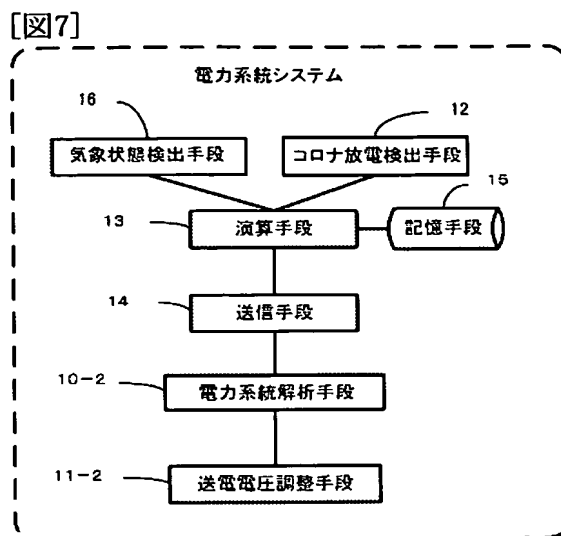 [図7]
電力系統システム
16
12
気象状態検出手段
コロナ放電検出手段
13
15
演算手段
記憶手段
14
送信手段
10-2
電力系統解析手段
11-2
送電電圧調整手段